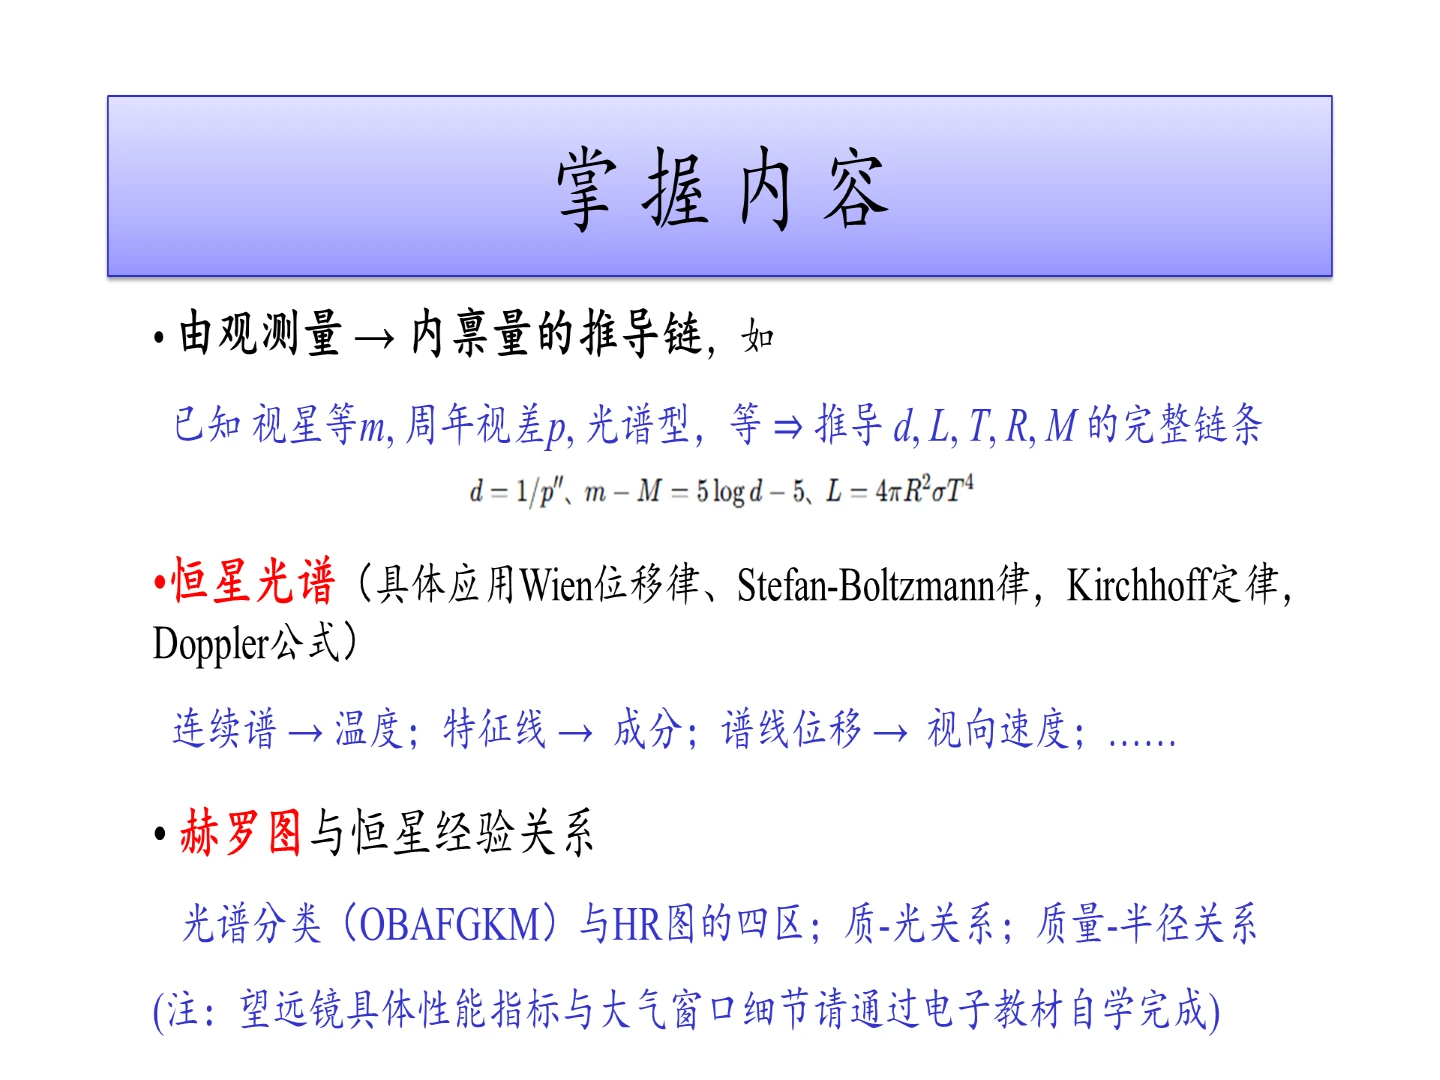 掌握内容
• 由观测量 → 内禀量的推导链，如
已知 视星等m, 周年视差p, 光谱型，等 ⇒ 推导 d, L, T, R, M 的完整链条
d = 1/p″、m − M = 5 log d − 5、L = 4πR²σT⁴
•恒星光谱（具体应用Wien位移律、Stefan-Boltzmann律，Kirchhoff定律，
Doppler公式）
连续谱 → 温度；特征线 → 成分；谱线位移 → 视向速度；……
• 赫罗图与恒星经验关系
光谱分类（OBAFGKM）与HR图的四区；质-光关系；质量-半径关系
(注：望远镜具体性能指标与大气窗口细节请通过电子教材自学完成)